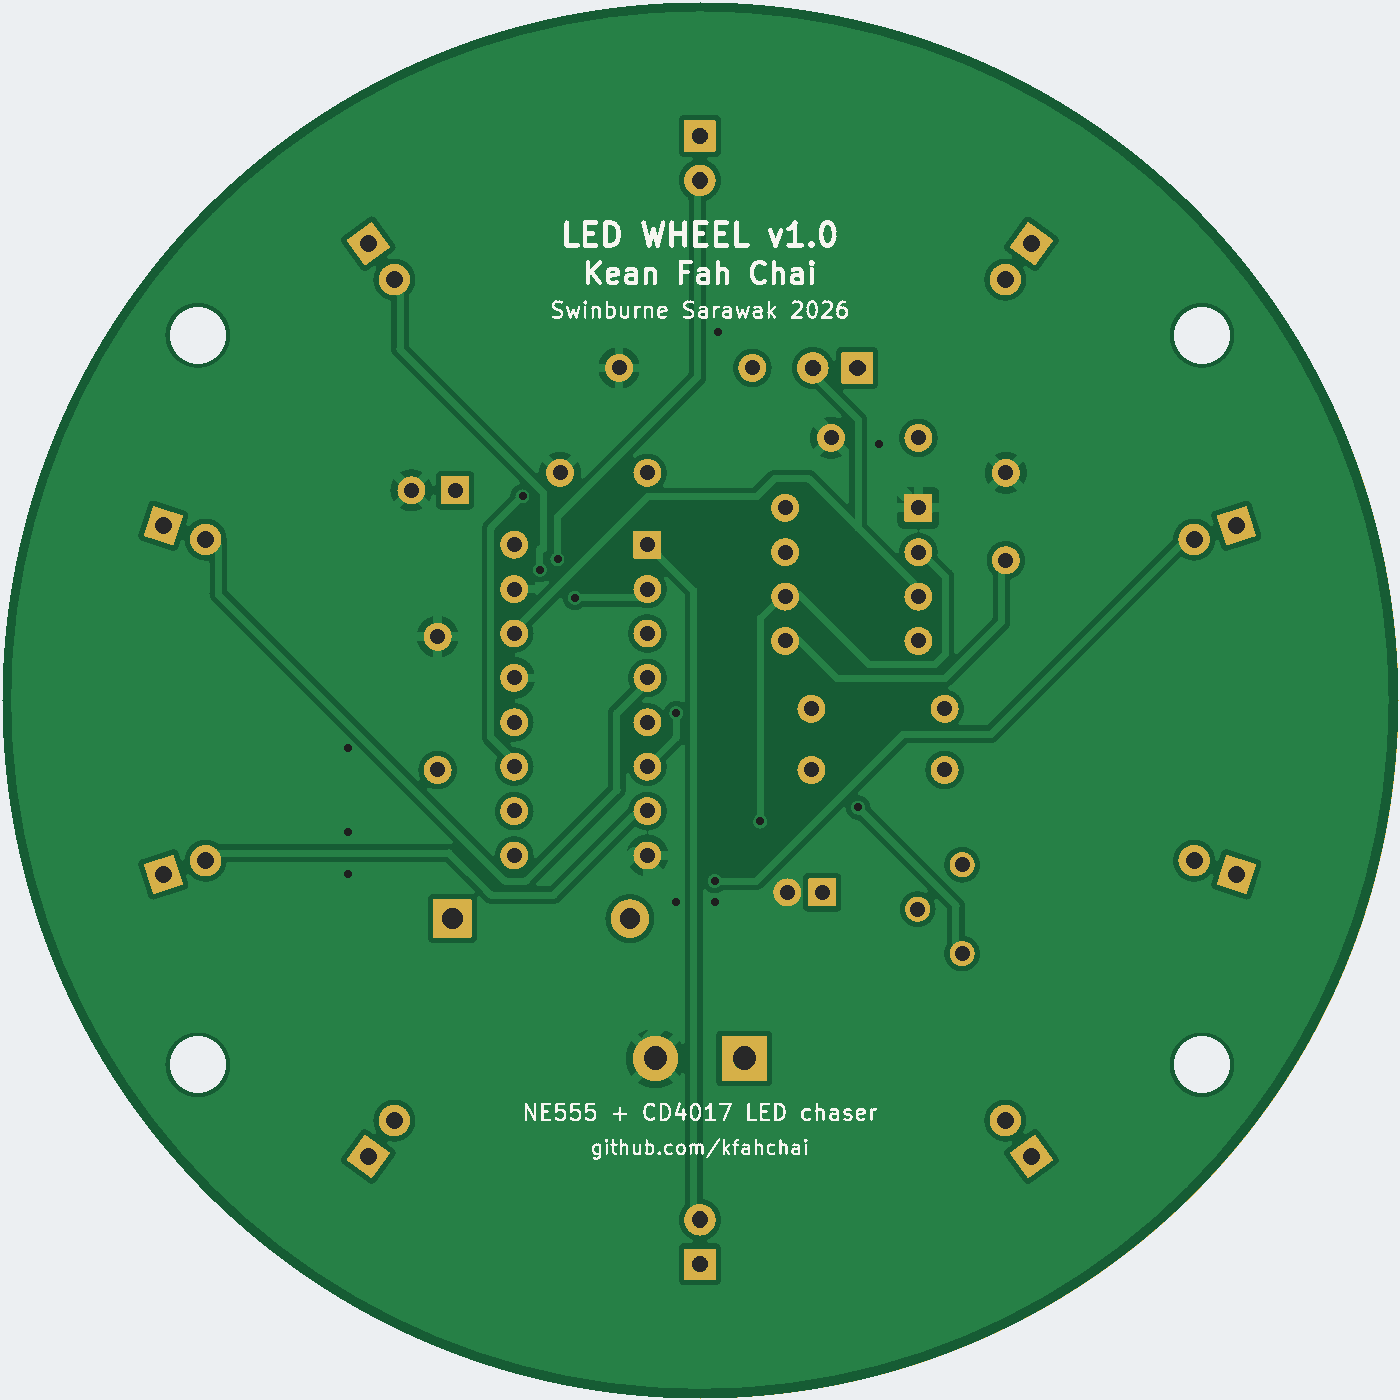 LED WHEEL v1.0
Kean Fah Chai
Swinburne Sarawak 2026
NE555 + CD4017 LED chaser
github.com/kfahchai